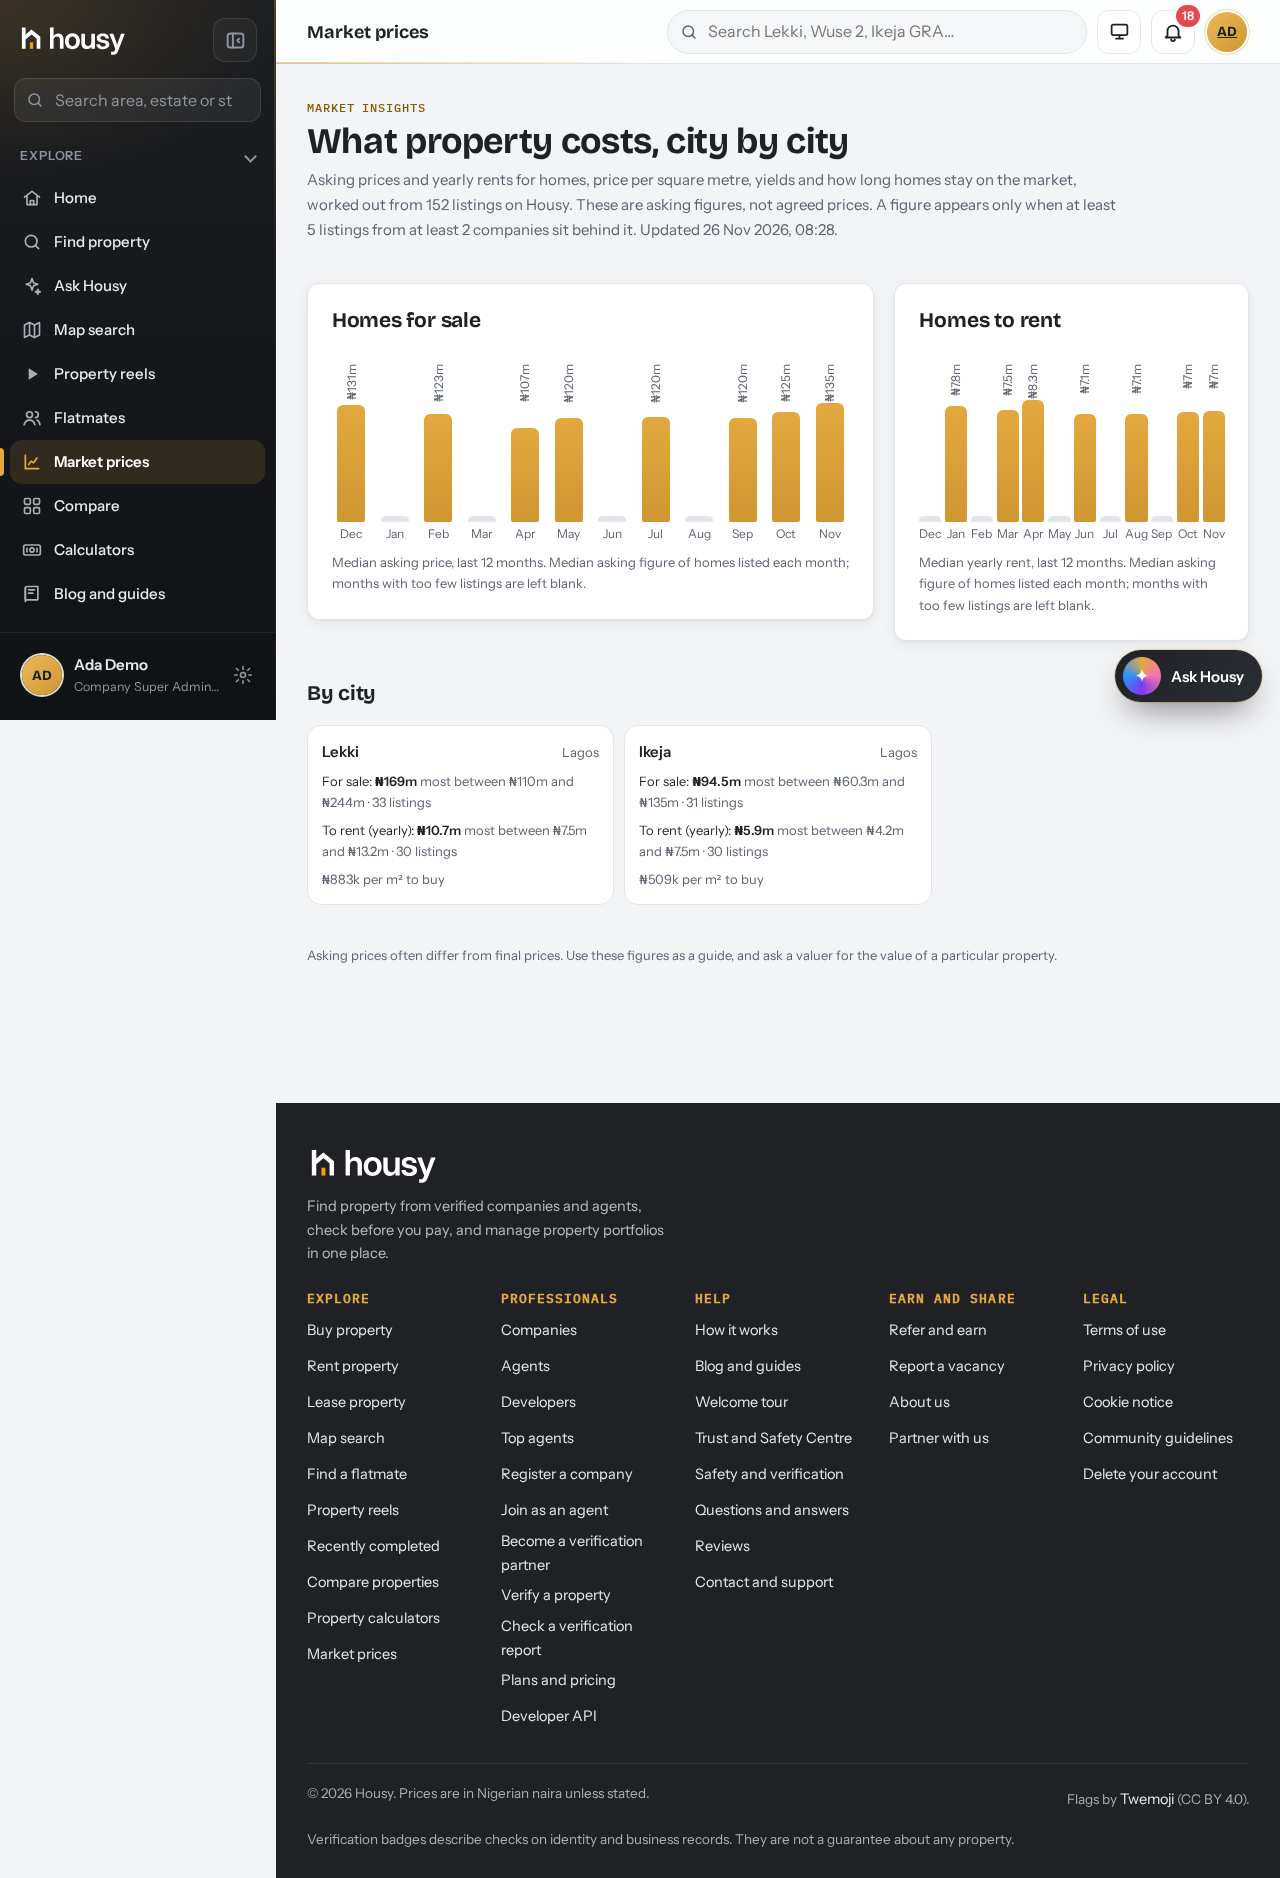 housy
Search area, estate or st
EXPLORE
Home
Find property
Ask Housy
Map search
Property reels
Flatmates
Market prices
Compare
Calculators
Blog and guides
AD
Ada Demo
Company Super Admin...
Market prices
Search Lekki, Wuse 2, Ikeja GRA...
18
AD
MARKET INSIGHTS
What property costs, city by city
Asking prices and yearly rents for homes, price per square metre, yields and how long homes stay on the market,
worked out from 152 listings on Housy. These are asking figures, not agreed prices. A figure appears only when at least
5 listings from at least 2 companies sit behind it. Updated 26 Nov 2026, 08:28.
Homes for sale
₦131m ₦123m ₦107m ₦120m ₦120m ₦120m ₦125m ₦135m
Dec Jan Feb Mar Apr May Jun Jul Aug Sep Oct Nov
Median asking price, last 12 months. Median asking figure of homes listed each month;
months with too few listings are left blank.
Homes to rent
₦7.8m ₦7.5m ₦8.3m ₦7.1m ₦7.1m ₦7m ₦7m
Dec Jan Feb Mar Apr May Jun Jul Aug Sep Oct Nov
Median yearly rent, last 12 months. Median asking
figure of homes listed each month; months with
too few listings are left blank.
Ask Housy
By city
Lekki Lagos
For sale: ₦169m most between ₦110m and
₦244m · 33 listings
To rent (yearly): ₦10.7m most between ₦7.5m
and ₦13.2m · 30 listings
₦883k per m² to buy
Ikeja Lagos
For sale: ₦94.5m most between ₦60.3m and
₦135m · 31 listings
To rent (yearly): ₦5.9m most between ₦4.2m
and ₦7.5m · 30 listings
₦509k per m² to buy
Asking prices often differ from final prices. Use these figures as a guide, and ask a valuer for the value of a particular property.
housy
Find property from verified companies and agents,
check before you pay, and manage property portfolios
in one place.
EXPLORE
Buy property
Rent property
Lease property
Map search
Find a flatmate
Property reels
Recently completed
Compare properties
Property calculators
Market prices
PROFESSIONALS
Companies
Agents
Developers
Top agents
Register a company
Join as an agent
Become a verification
partner
Verify a property
Check a verification
report
Plans and pricing
Developer API
HELP
How it works
Blog and guides
Welcome tour
Trust and Safety Centre
Safety and verification
Questions and answers
Reviews
Contact and support
EARN AND SHARE
Refer and earn
Report a vacancy
About us
Partner with us
LEGAL
Terms of use
Privacy policy
Cookie notice
Community guidelines
Delete your account
© 2026 Housy. Prices are in Nigerian naira unless stated.
Flags by Twemoji (CC BY 4.0).
Verification badges describe checks on identity and business records. They are not a guarantee about any property.